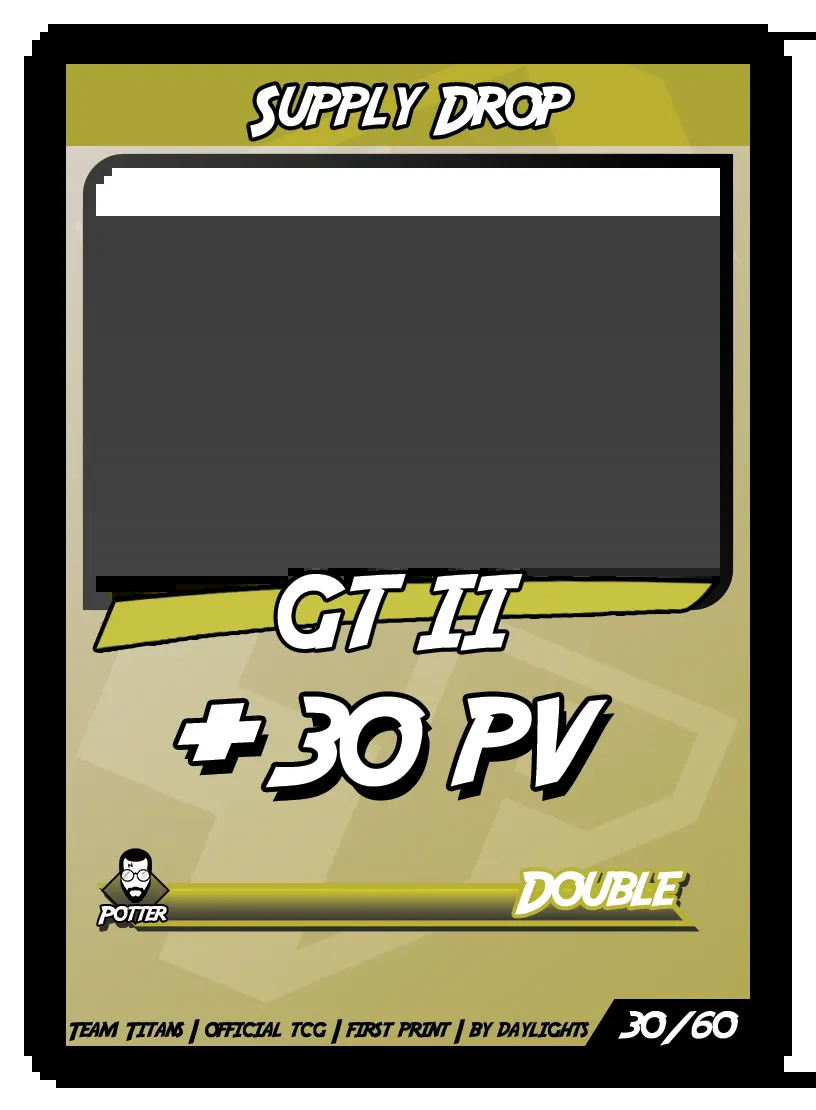 Supply Drop
GT II
+30 PV
Potter
Double
Team Titans | Official TCG | First Print | By Daylights
30/60